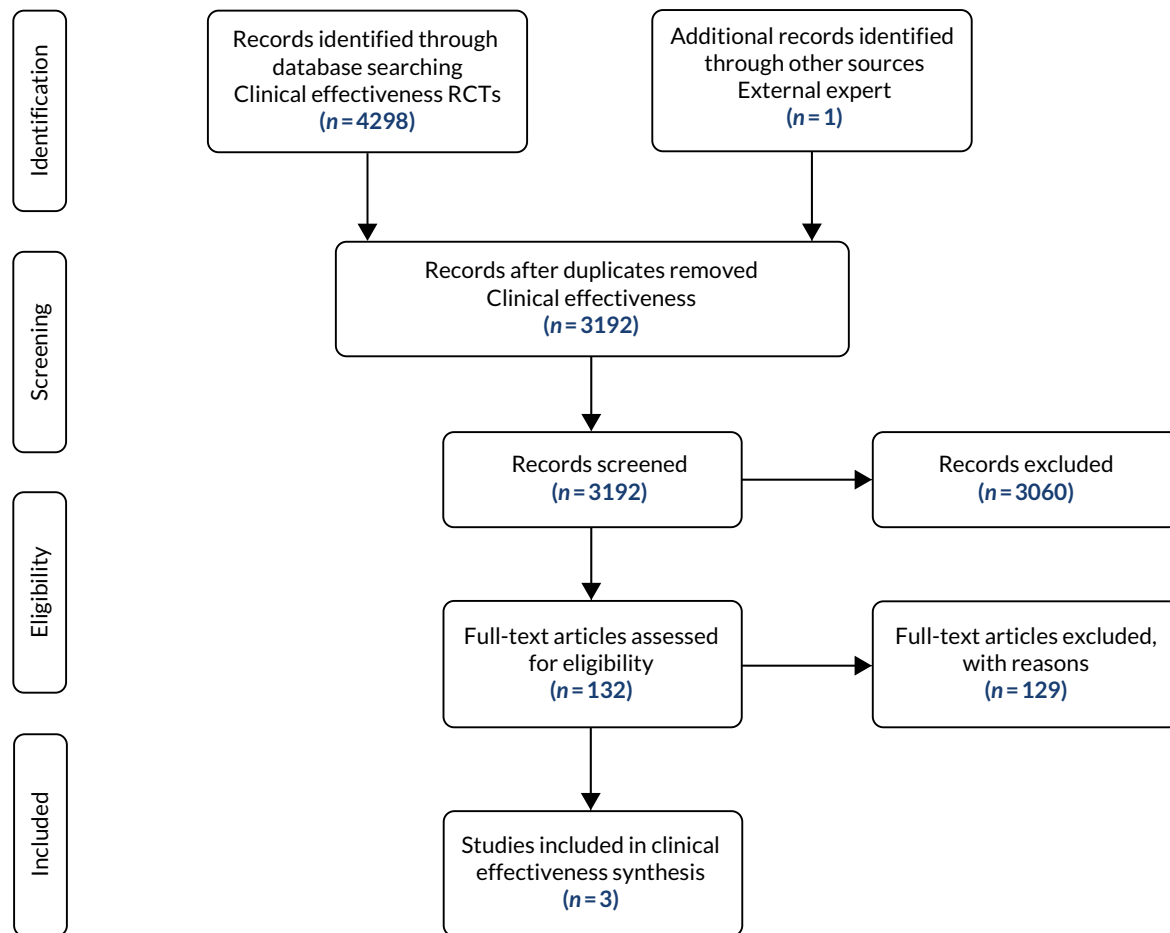 Identification
Records identified through
database searching
Clinical effectiveness RCTs
(n = 4298)
Additional records identified
through other sources
External expert
(n = 1)
Screening
Records after duplicates removed
Clinical effectiveness
(n = 3192)
Records screened
(n = 3192)
Records excluded
(n = 3060)
Eligibility
Full-text articles assessed
for eligibility
(n = 132)
Full-text articles excluded,
with reasons
(n = 129)
Included
Studies included in clinical
effectiveness synthesis
(n = 3)